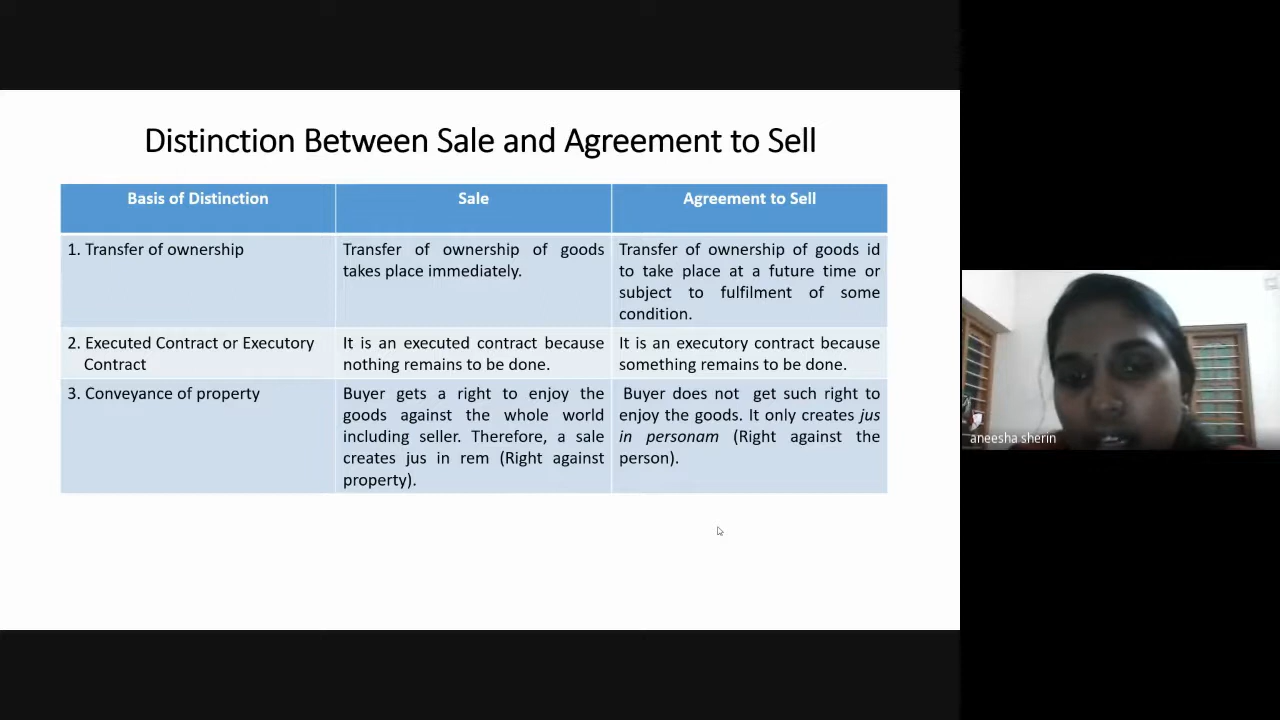 Distinction Between Sale and Agreement to Sell
Basis of Distinction
Sale
Agreement to Sell
1. Transfer of ownership
Transfer of ownership of goods
takes place immediately.
Transfer of ownership of goods id
to take place at a future time or
subject to fulfilment of some
condition.
2. Executed Contract or Executory
Contract
It is an executed contract because
nothing remains to be done.
It is an executory contract because
something remains to be done.
3. Conveyance of property
Buyer gets a right to enjoy the
goods against the whole world
including seller. Therefore, a sale
creates jus in rem (Right against
property).
Buyer does not get such right to
enjoy the goods. It only creates jus
in personam (Right against the
person).
aneesha sherin